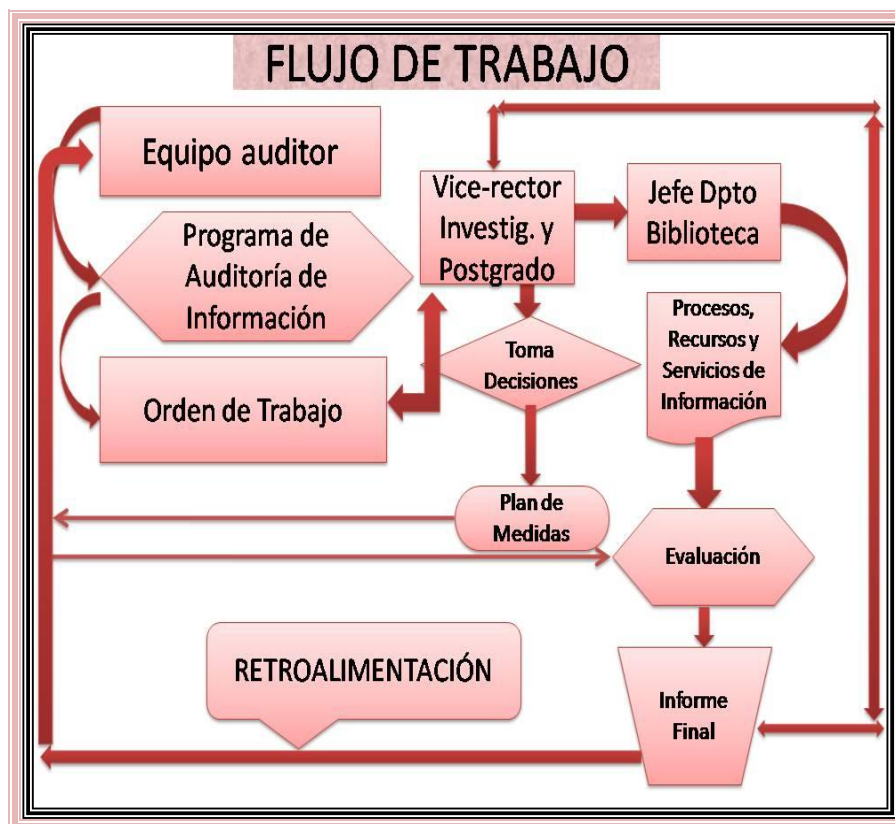 FLUJO DE TRABAJO
Equipo auditor
Programa de
Auditoría de
Información
Orden de Trabajo
Vice-rector
Investig. y
Postgrado
Jefe Dpto
Biblioteca
Toma
Decisiones
Procesos,
Recursos y
Servicios de
Información
Plan de
Medidas
Evaluación
RETROALIMENTACIÓN
Informe
Final